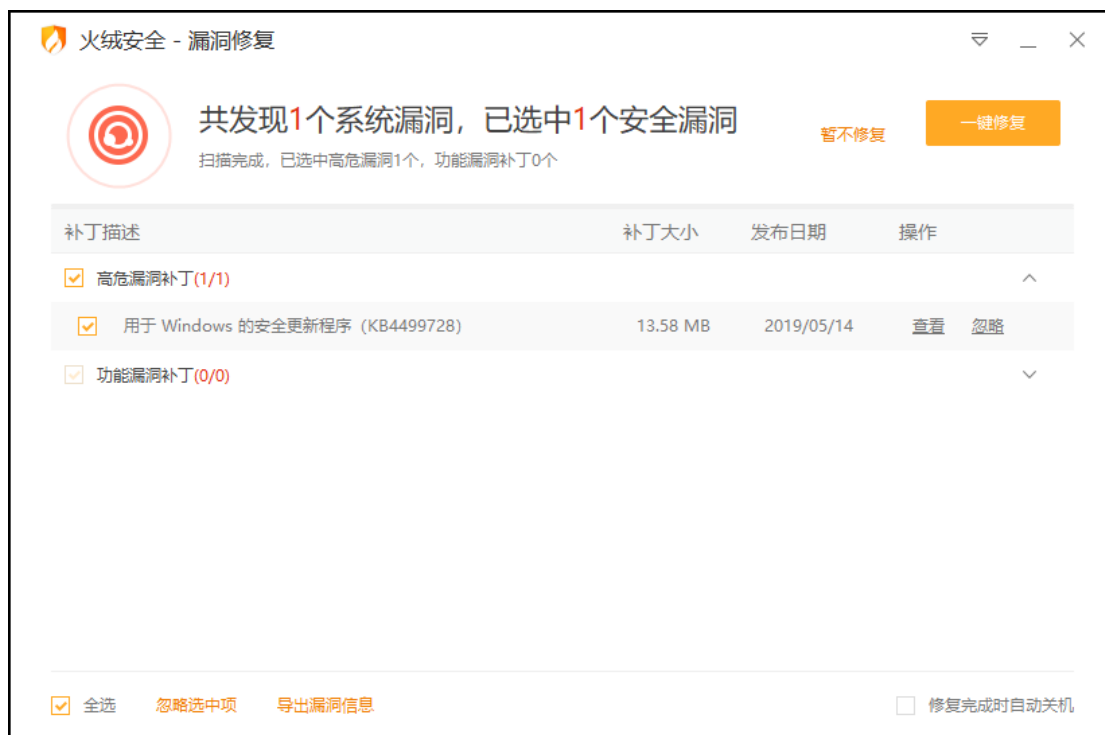 火绒安全 - 漏洞修复
共发现1个系统漏洞，已选中1个安全漏洞
暂不修复
一键修复
扫描完成，已选中高危漏洞1个，功能漏洞补丁0个
补丁描述 补丁大小 发布日期 操作
高危漏洞补丁(1/1)
用于 Windows 的安全更新程序（KB4499728） 13.58 MB 2019/05/14 查看 忽略
功能漏洞补丁(0/0)
全选 忽略选中项 导出漏洞信息 修复完成时自动关机